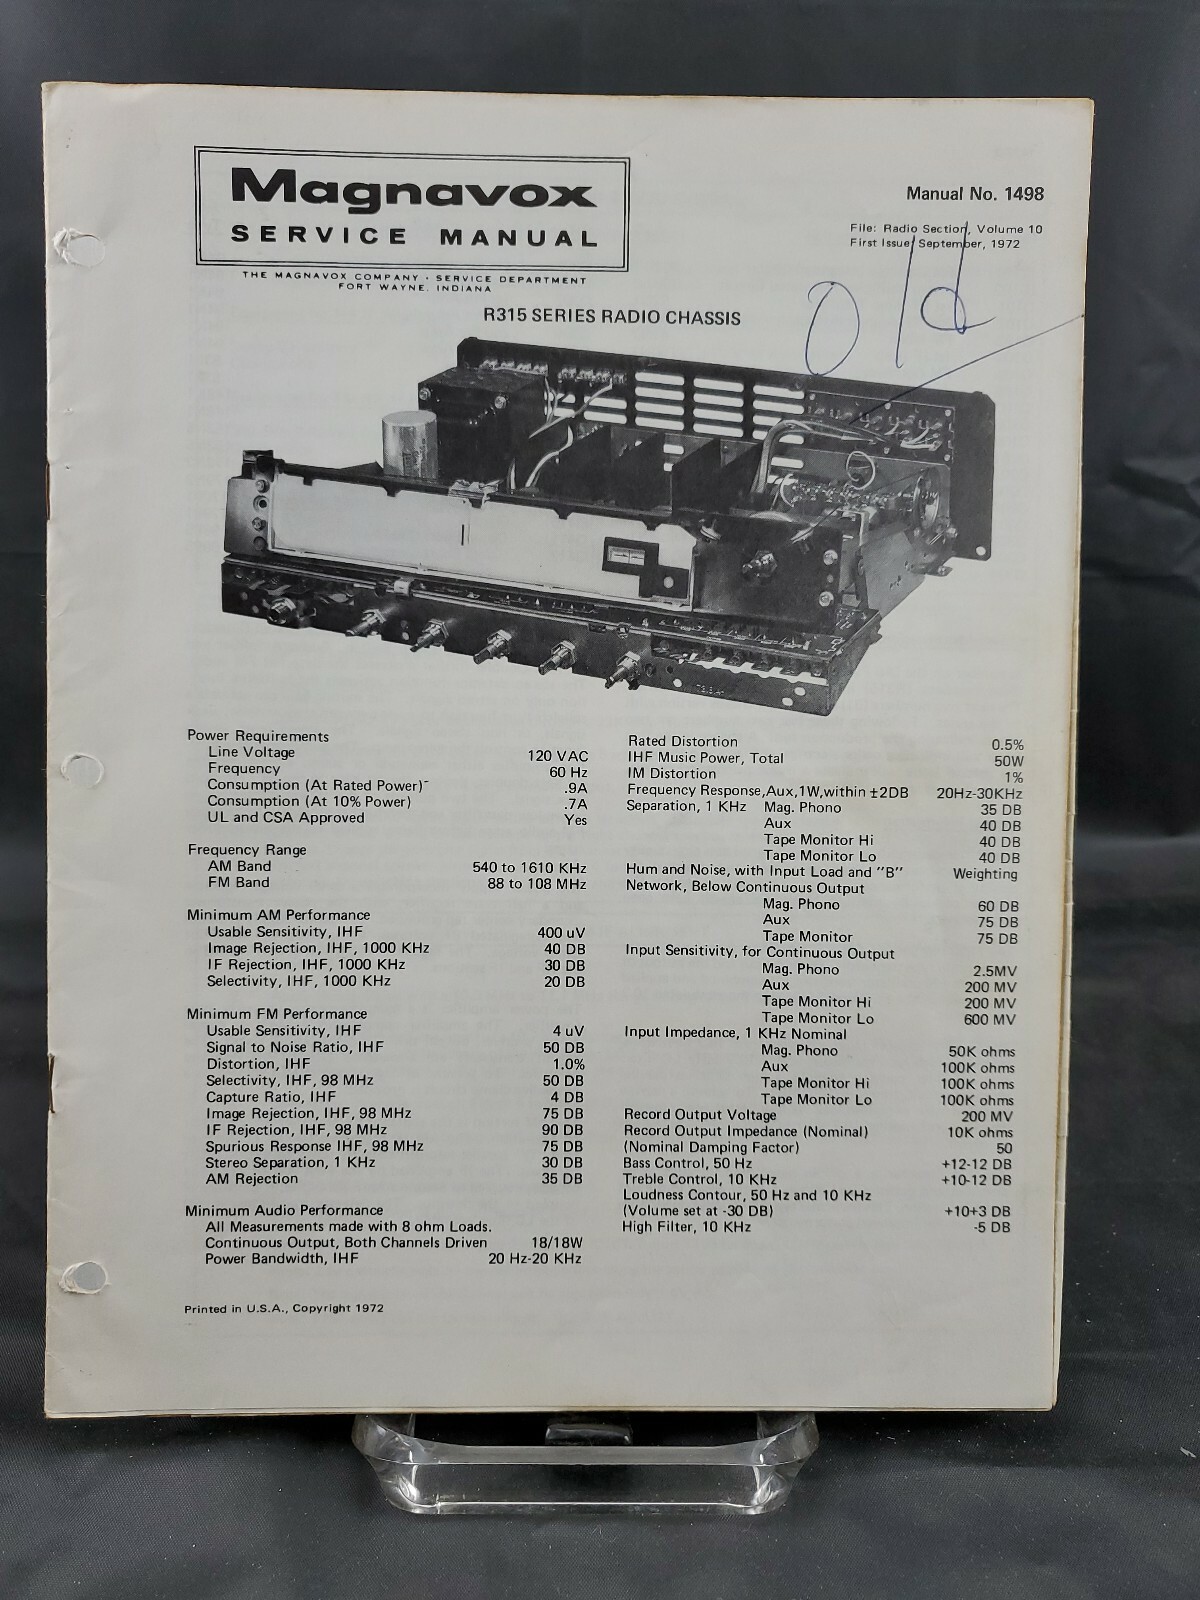 Magnavox
SERVICE MANUAL
THE MAGNAVOX COMPANY · SERVICE DEPARTMENT
FORT WAYNE, INDIANA
Manual No. 1498
File: Radio Section, Volume 10
First Issue September, 1972
Old
R315 SERIES RADIO CHASSIS
Power Requirements
Line Voltage 120 VAC
Frequency 60 Hz
Consumption (At Rated Power) .9A
Consumption (At 10% Power) .7A
UL and CSA Approved Yes
Frequency Range
AM Band 540 to 1610 KHz
FM Band 88 to 108 MHz
Minimum AM Performance
Usable Sensitivity, IHF 400 uV
Image Rejection, IHF, 1000 KHz 40 DB
IF Rejection, IHF, 1000 KHz 30 DB
Selectivity, IHF, 1000 KHz 20 DB
Minimum FM Performance
Usable Sensitivity, IHF 4 uV
Signal to Noise Ratio, IHF 50 DB
Distortion, IHF 1.0%
Selectivity, IHF, 98 MHz 50 DB
Capture Ratio, IHF 4 DB
Image Rejection, IHF, 98 MHz 75 DB
IF Rejection, IHF, 98 MHz 90 DB
Spurious Response IHF, 98 MHz 75 DB
Stereo Separation, 1 KHz 30 DB
AM Rejection 35 DB
Minimum Audio Performance
All Measurements made with 8 ohm Loads.
Continuous Output, Both Channels Driven 18/18W
Power Bandwidth, IHF 20 Hz-20 KHz
Rated Distortion 0.5%
IHF Music Power, Total 50W
IM Distortion 1%
Frequency Response,Aux,1W,within ±2DB 20Hz-30KHz
Separation, 1 KHz Mag. Phono 35 DB
Aux 40 DB
Tape Monitor Hi 40 DB
Tape Monitor Lo 40 DB
Hum and Noise, with Input Load and "B" Weighting
Network, Below Continuous Output
Mag. Phono 60 DB
Aux 75 DB
Tape Monitor 75 DB
Input Sensitivity, for Continuous Output
Mag. Phono 2.5MV
Aux 200 MV
Tape Monitor Hi 200 MV
Tape Monitor Lo 600 MV
Input Impedance, 1 KHz Nominal
Mag. Phono 50K ohms
Aux 100K ohms
Tape Monitor Hi 100K ohms
Tape Monitor Lo 100K ohms
Record Output Voltage 200 MV
Record Output Impedance (Nominal) 10K ohms
(Nominal Damping Factor) 50
Bass Control, 50 Hz +12-12 DB
Treble Control, 10 KHz +10-12 DB
Loudness Contour, 50 Hz and 10 KHz
(Volume set at -30 DB) +10+3 DB
High Filter, 10 KHz -5 DB
Printed in U.S.A., Copyright 1972